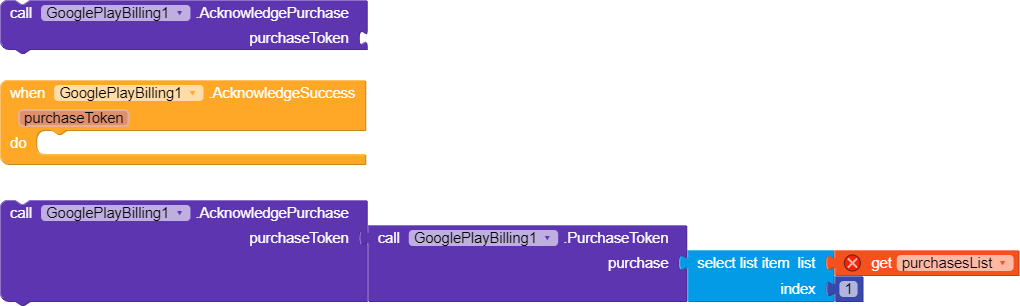 call GooglePlayBilling1 .AcknowledgePurchase
purchaseToken
when GooglePlayBilling1 .AcknowledgeSuccess
purchaseToken
do
call GooglePlayBilling1 .AcknowledgePurchase
purchaseToken call GooglePlayBilling1 .PurchaseToken
purchase select list item list get purchasesList
index 1